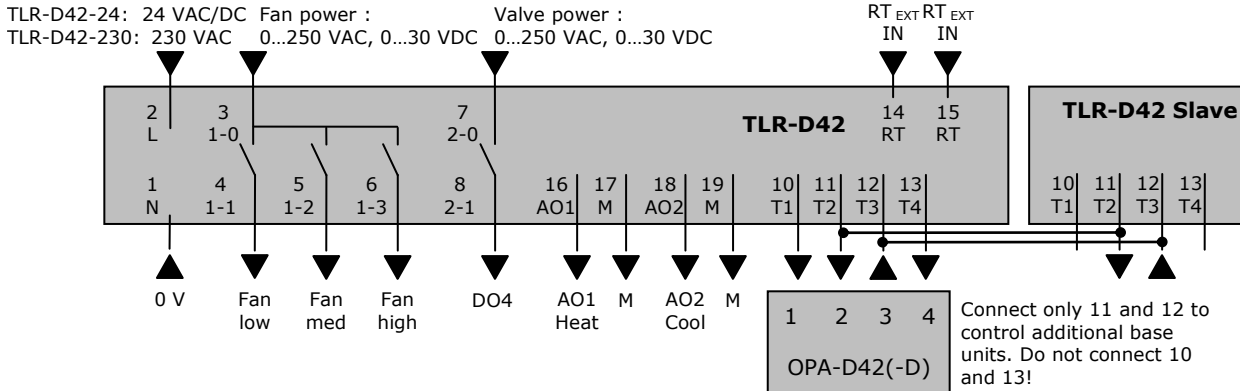 TLR-D42-24: 24 VAC/DC Fan power : Valve power : RT EXT RT EXT
TLR-D42-230: 230 VAC 0...250 VAC, 0...30 VDC 0...250 VAC, 0...30 VDC IN IN
2 3 7 TLR-D42 14 15 TLR-D42 Slave
L 1-0 2-0 RT RT
1 4 5 6 8 16 17 18 19 10 11 12 13 10 11 12 13
N 1-1 1-2 1-3 2-1 AO1 M AO2 M T1 T2 T3 T4 T1 T2 T3 T4
0 V Fan Fan Fan DO4 AO1 M AO2 M
low med high Heat Cool
1 2 3 4
OPA-D42(-D)
Connect only 11 and 12 to
control additional base
units. Do not connect 10
and 13!